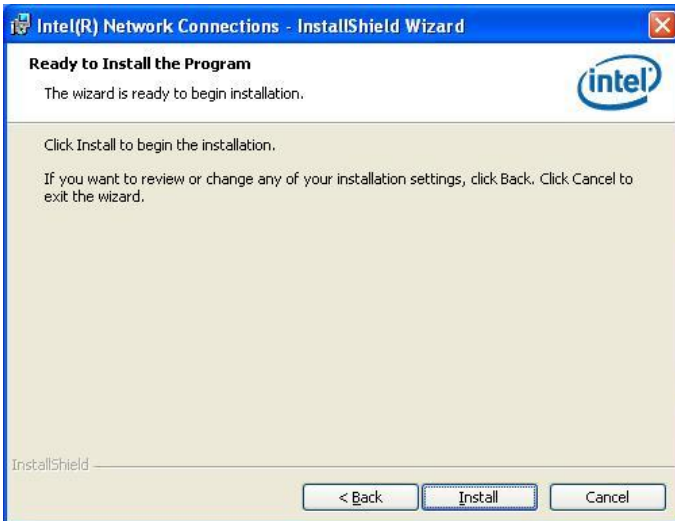 Intel(R) Network Connections - InstallShield Wizard
Ready to Install the Program
The wizard is ready to begin installation.
intel
Click Install to begin the installation.
If you want to review or change any of your installation settings, click Back. Click Cancel to
exit the wizard.
InstallShield
< Back
Install
Cancel